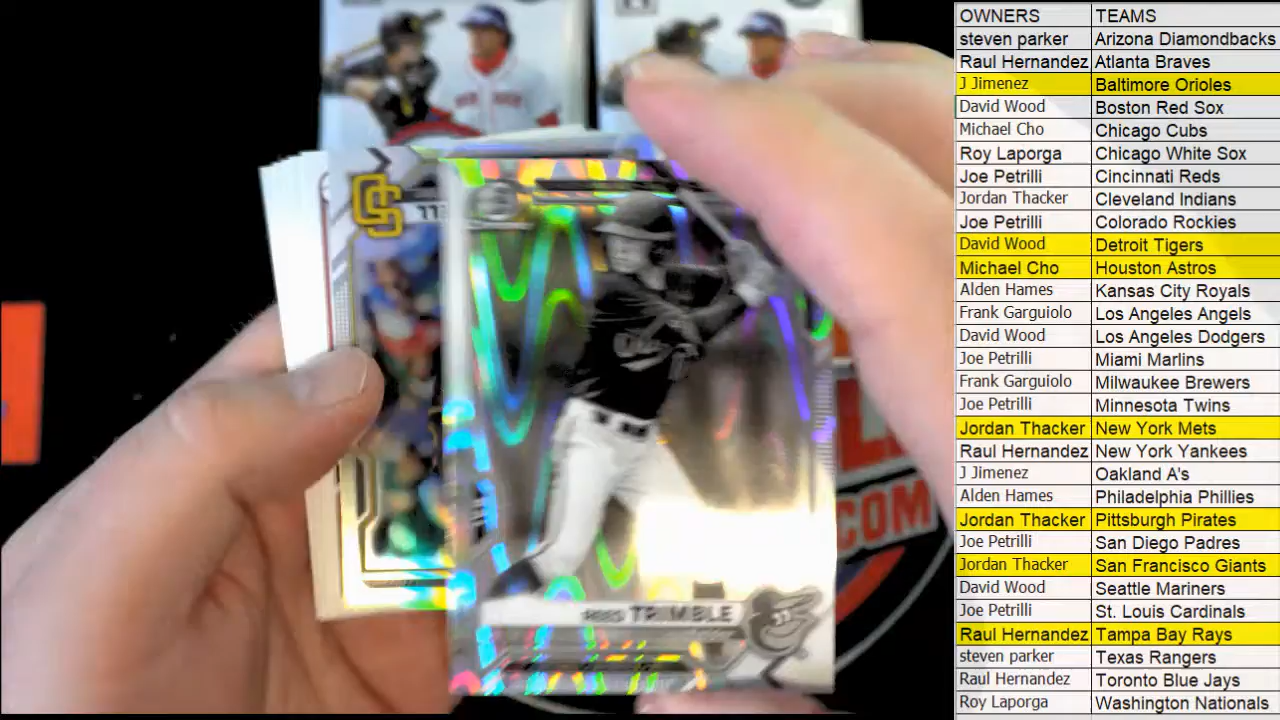 OWNERS TEAMS
steven parker Arizona Diamondbacks
Raul Hernandez Atlanta Braves
J Jimenez Baltimore Orioles
David Wood Boston Red Sox
Michael Cho Chicago Cubs
Roy Laporga Chicago White Sox
Joe Petrilli Cincinnati Reds
Jordan Thacker Cleveland Indians
Joe Petrilli Colorado Rockies
David Wood Detroit Tigers
Michael Cho Houston Astros
Alden Hames Kansas City Royals
Frank Garguiolo Los Angeles Angels
David Wood Los Angeles Dodgers
Joe Petrilli Miami Marlins
Frank Garguiolo Milwaukee Brewers
Joe Petrilli Minnesota Twins
Jordan Thacker New York Mets
Raul Hernandez New York Yankees
J Jimenez Oakland A's
Alden Hames Philadelphia Phillies
Jordan Thacker Pittsburgh Pirates
Joe Petrilli San Diego Padres
Jordan Thacker San Francisco Giants
David Wood Seattle Mariners
Joe Petrilli St. Louis Cardinals
Raul Hernandez Tampa Bay Rays
steven parker Texas Rangers
Raul Hernandez Toronto Blue Jays
Roy Laporga Washington Nationals
TRIMBLE
COM